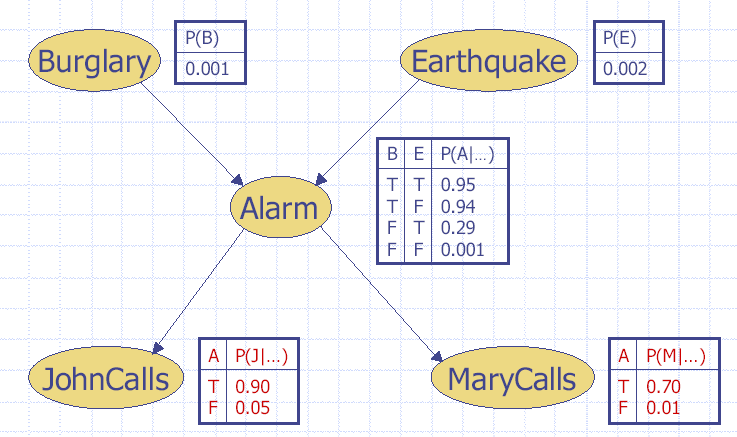 Burglary
P(B)
0.001
Earthquake
P(E)
0.002
Alarm
B E P(A|...)
T T 0.95
T F 0.94
F T 0.29
F F 0.001
JohnCalls
A P(J|...)
T 0.90
F 0.05
MaryCalls
A P(M|...)
T 0.70
F 0.01